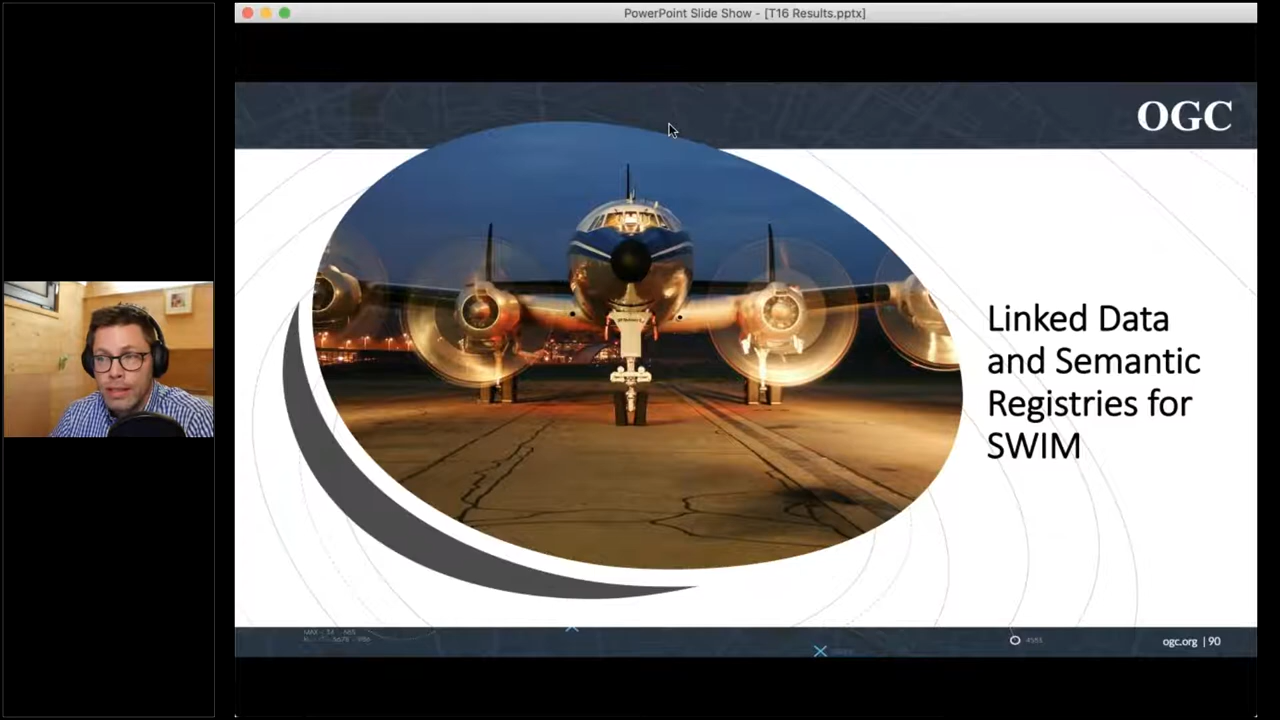 PowerPoint Slide Show - [T16 Results.pptx]
OGC
Linked Data
and Semantic
Registries for
SWIM
ogc.org | 90